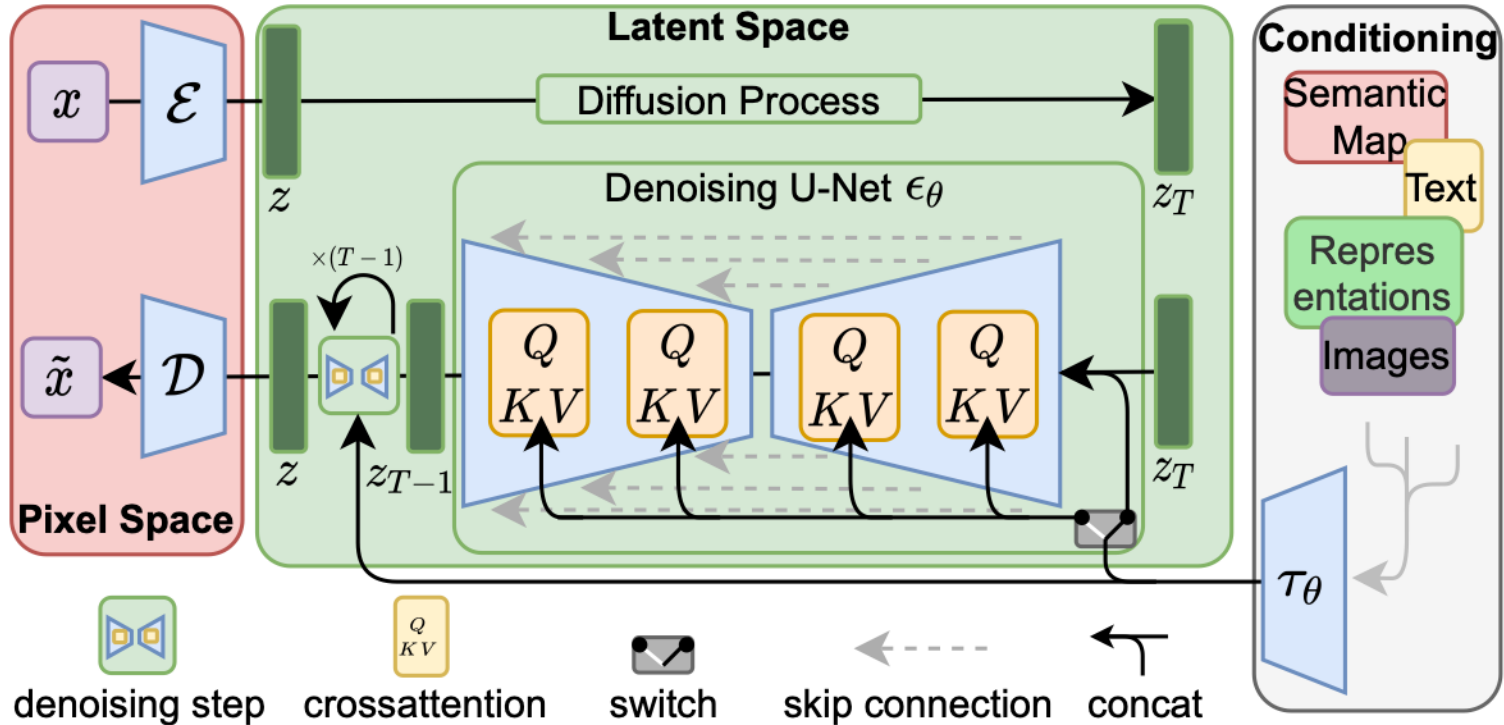 Latent Space
Conditioning
x
ℰ
z
Diffusion Process
z_T
Semantic
Map
Text
Repres
entations
Images
Denoising U-Net ϵ_θ
×(T−1)
Q
KV
Q
KV
Q
KV
Q
KV
x̃
𝒟
z
z_{T−1}
z_T
Pixel Space
τ_θ
Q
KV
denoising step
crossattention
switch
skip connection
concat